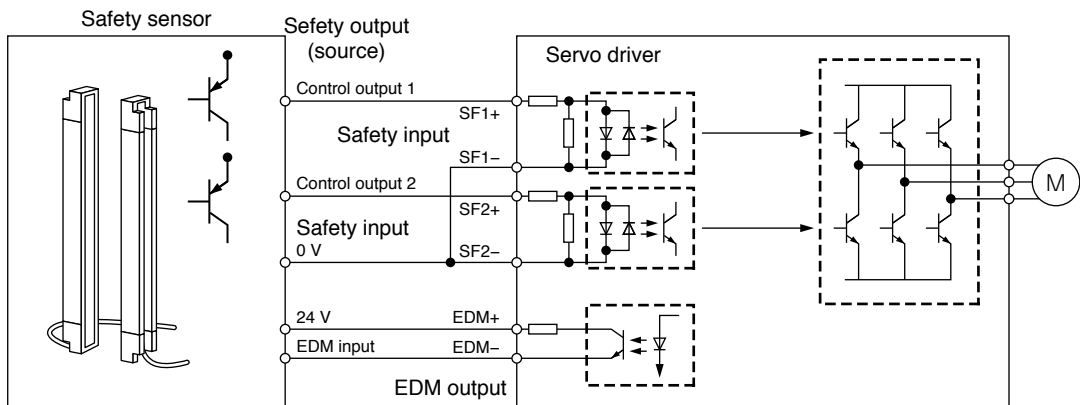 Safety sensor
Sefety output
(source)
Servo driver
Control output 1
SF1+
Safety input
SF1−
Control output 2
SF2+
Safety input
0 V
SF2−
24 V
EDM+
EDM input
EDM−
EDM output
M